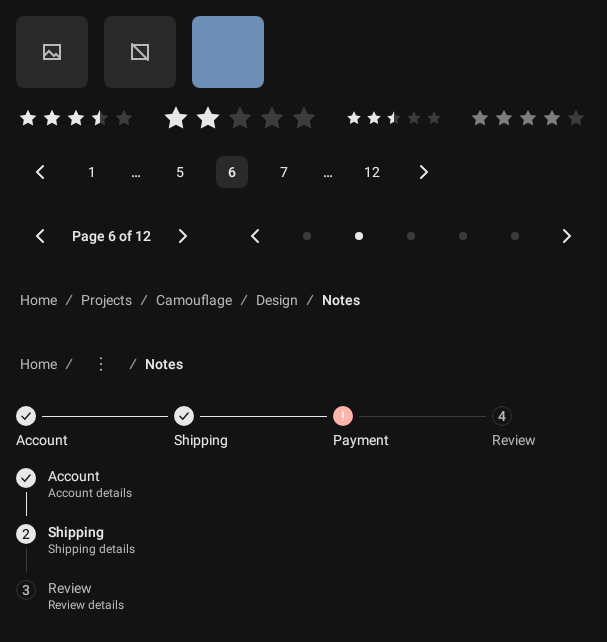 1 … 5 6 7 … 12
Page 6 of 12
Home / Projects / Camouflage / Design / Notes
Home / ⋮ / Notes
! 4
Account Shipping Payment Review
Account
Account details
2 Shipping
Shipping details
3 Review
Review details